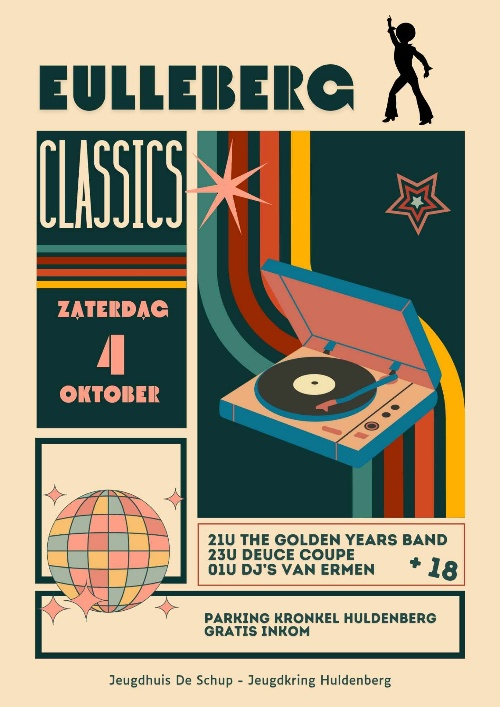 EULLEBERG
CLASSICS
ZATERDAG
4
OKTOBER
21U THE GOLDEN YEARS BAND
23U DEUCE COUPE
01U DJ'S VAN ERMEN
+ 18
PARKING KRONKEL HULDENBERG
GRATIS INKOM
Jeugdhuis De Schup - Jeugdkring Huldenberg